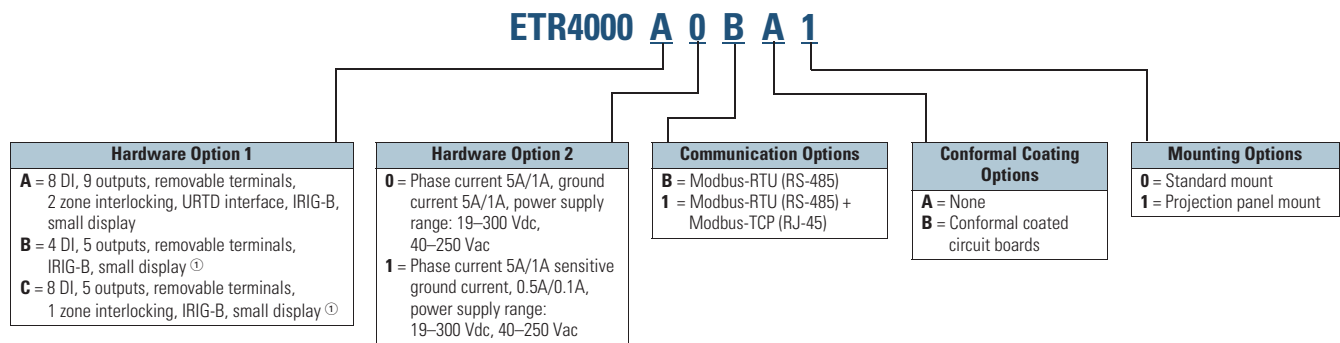 ETR4000 A 0 B A 1
Hardware Option 1
A = 8 DI, 9 outputs, removable terminals,
2 zone interlocking, URTD interface, IRIG-B,
small display
B = 4 DI, 5 outputs, removable terminals,
IRIG-B, small display ①
C = 8 DI, 5 outputs, removable terminals,
1 zone interlocking, IRIG-B, small display ①
Hardware Option 2
0 = Phase current 5A/1A, ground
current 5A/1A, power supply
range: 19–300 Vdc,
40–250 Vac
1 = Phase current 5A/1A sensitive
ground current, 0.5A/0.1A,
power supply range:
19–300 Vdc, 40–250 Vac
Communication Options
B = Modbus-RTU (RS-485)
1 = Modbus-RTU (RS-485) +
Modbus-TCP (RJ-45)
Conformal Coating
Options
A = None
B = Conformal coated
circuit boards
Mounting Options
0 = Standard mount
1 = Projection panel mount